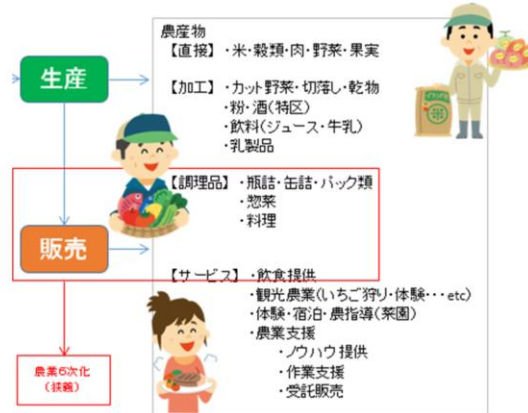 農産物
【直接】・米・穀類・肉・野菜・果実
生産
【加工】・カット野菜・切落し・乾物
・粉・酒(特区)
・飲料(ジュース・牛乳)
・乳製品
【調理品】・瓶詰・缶詰・パック類
・惣菜
・料理
販売
【サービス】・飲食提供
・観光農業(いちご狩り・体験・・・etc)
・体験・宿泊・農指導(菜園)
・農業支援
・ノウハウ提供
・作業支援
・受託販売
農業6次化
(狭義)